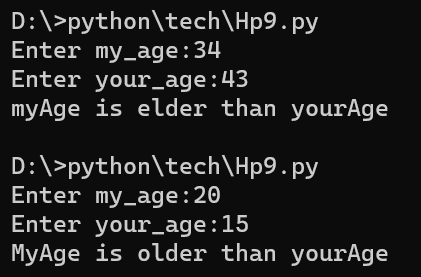 D:\>python\tech\Hp9.py
Enter my_age:34
Enter your_age:43
myAge is elder than yourAge
D:\>python\tech\Hp9.py
Enter my_age:20
Enter your_age:15
MyAge is older than yourAge